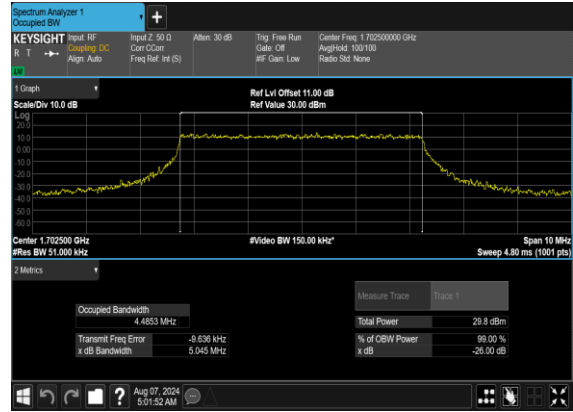 Spectrum Analyzer 1
Occupied BW
KEYSIGHT Input: RF Input Z: 50 Ω Atten: 30 dB Trig: Free Run Center Freq: 1.702500000 GHz
R T Coupling: DC Corr CCorr Gate: Off Avg|Hold: 100/100
Align: Auto Freq Ref: Int (S) #IF Gain: Low Radio Std: None
1 Graph
Ref Lvl Offset 11.00 dB
Scale/Div 10.0 dB Ref Value 30.00 dBm
Log
20.0
10.0
0.00
-10.0
-20.0
-30.0
-40.0
-50.0
-60.0
Center 1.702500 GHz #Video BW 150.00 kHz* Span 10 MHz
#Res BW 51.000 kHz Sweep 4.80 ms (1001 pts)
2 Metrics
Measure Trace Trace 1
Occupied Bandwidth
4.4853 MHz Total Power 29.8 dBm
Transmit Freq Error -9.636 kHz % of OBW Power 99.00 %
x dB Bandwidth 5.045 MHz x dB -26.00 dB
? Aug 07, 2024
5:01:52 AM